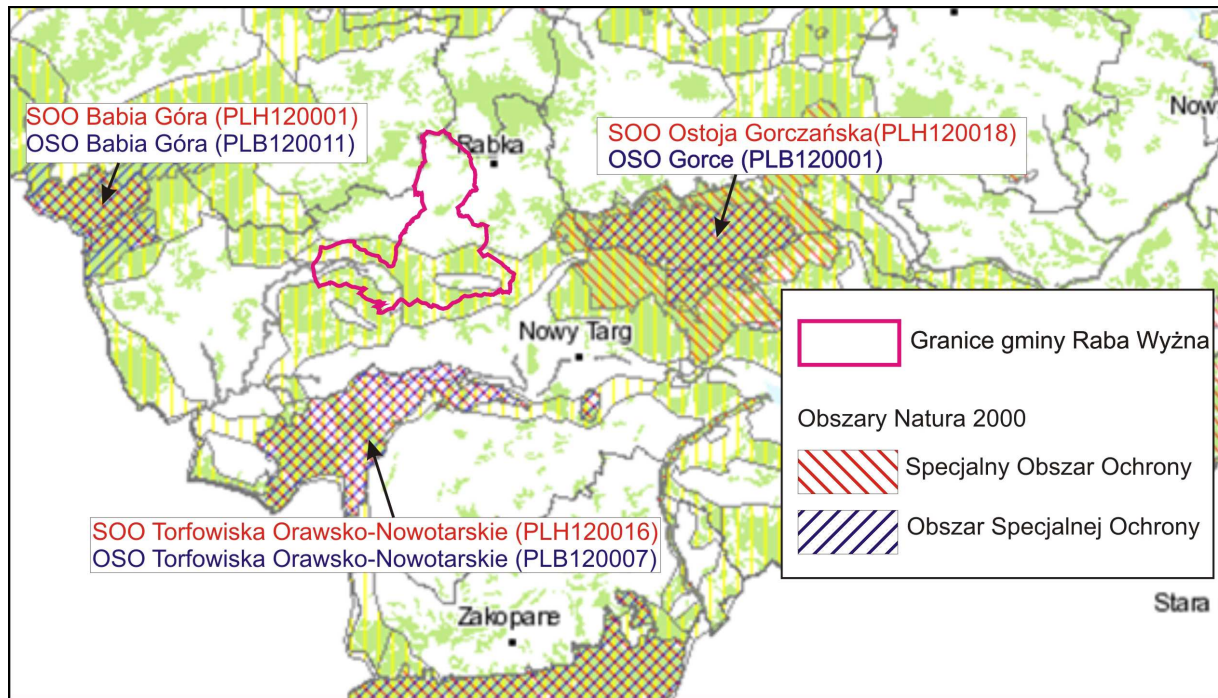 SOO Babia Góra (PLH120001)
OSO Babia Góra (PLB120011)
Rabka
SOO Ostoja Gorczańska(PLH120018)
OSO Gorce (PLB120001)
Now
Nowy Targ
Granice gminy Raba Wyżna
Obszary Natura 2000
Specjalny Obszar Ochrony
Obszar Specjalnej Ochrony
SOO Torfowiska Orawsko-Nowotarskie (PLH120016)
OSO Torfowiska Orawsko-Nowotarskie (PLB120007)
Zakopane
Stara